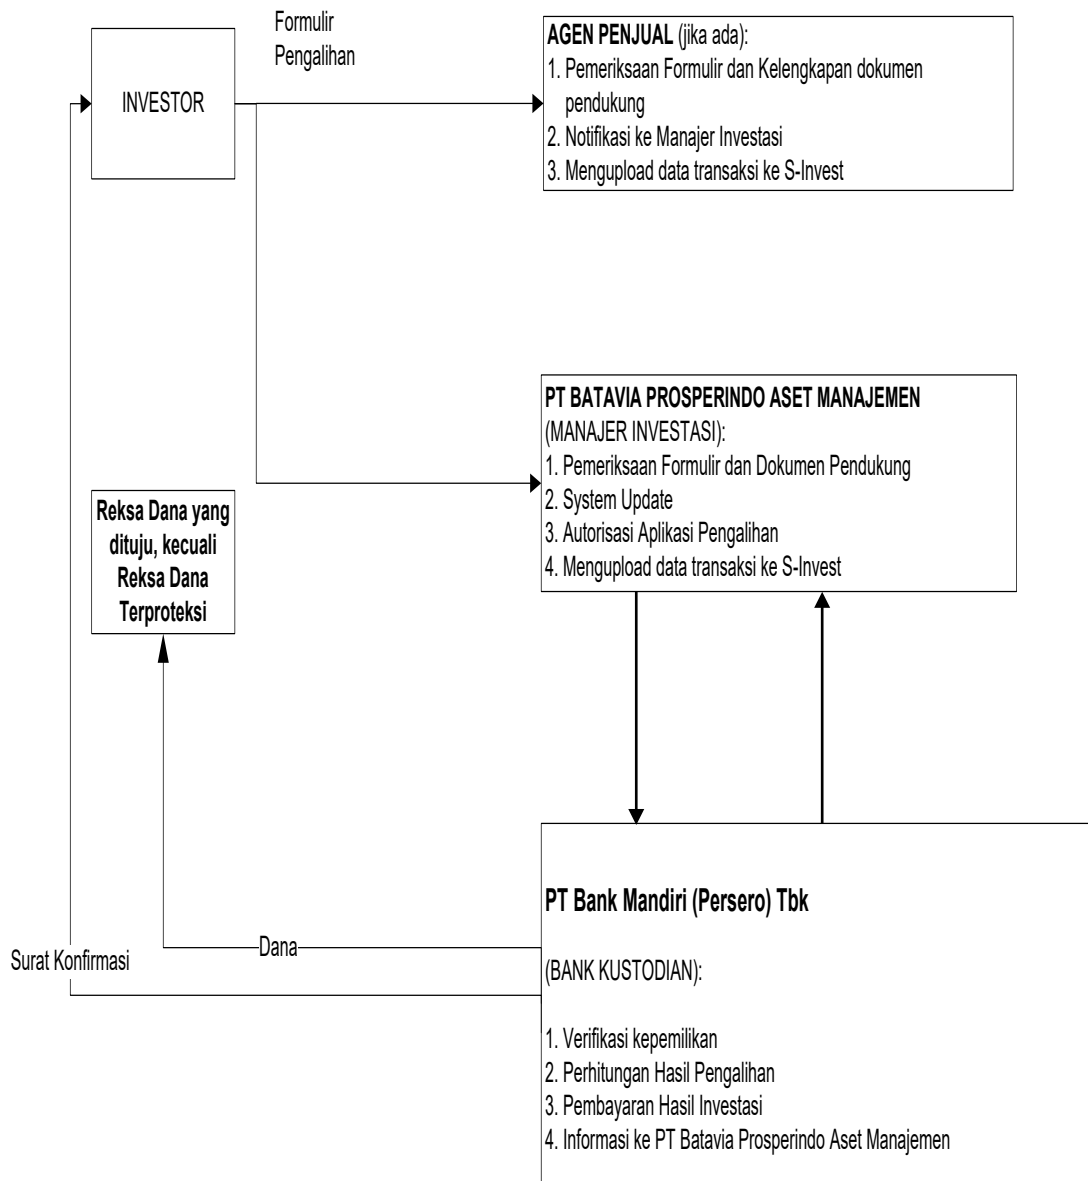 Formulir
Pengalihan
INVESTOR
AGEN PENJUAL (jika ada):
1. Pemeriksaan Formulir dan Kelengkapan dokumen
pendukung
2. Notifikasi ke Manajer Investasi
3. Mengupload data transaksi ke S-Invest
PT BATAVIA PROSPERINDO ASET MANAJEMEN
(MANAJER INVESTASI):
1. Pemeriksaan Formulir dan Dokumen Pendukung
2. System Update
3. Autorisasi Aplikasi Pengalihan
4. Mengupload data transaksi ke S-Invest
Reksa Dana yang
dituju, kecuali
Reksa Dana
Terproteksi
Surat Konfirmasi
Dana
PT Bank Mandiri (Persero) Tbk
(BANK KUSTODIAN):
1. Verifikasi kepemilikan
2. Perhitungan Hasil Pengalihan
3. Pembayaran Hasil Investasi
4. Informasi ke PT Batavia Prosperindo Aset Manajemen